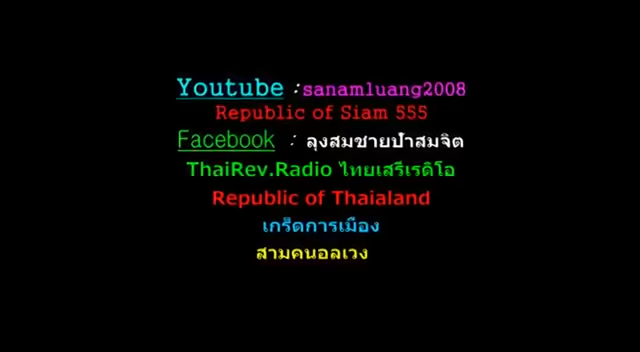 Youtube :sanamluang2008
Republic of Siam 555
Facebook : ลุงสมชายป้าสมจิต
ThaiRev.Radio ไทยเสรีเรดิโอ
Republic of Thaialand
เกร็ดการเมือง
สามคนอลเวง